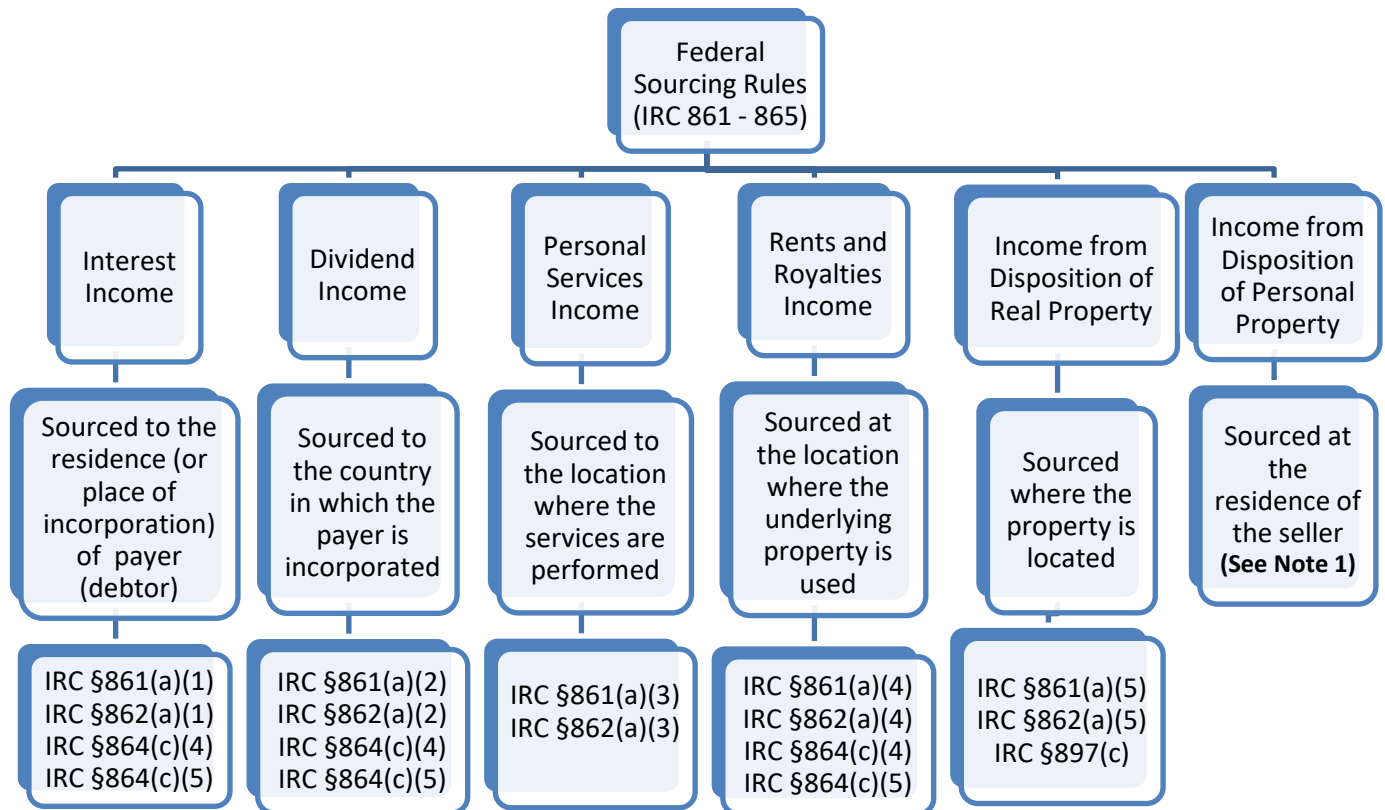 Federal
Sourcing Rules
(IRC 861 - 865)
Interest
Income
Dividend
Income
Personal
Services
Income
Rents and
Royalties
Income
Income from
Disposition of
Real Property
Income from
Disposition
of Personal
Property
Sourced to the
residence (or
place of
incorporation)
of payer
(debtor)
Sourced to
the country
in which the
payer is
incorporated
Sourced to
the location
where the
services are
performed
Sourced at
the location
where the
underlying
property is
used
Sourced
where the
property is
located
Sourced at
the
residence of
the seller
(See Note 1)
IRC §861(a)(1)
IRC §862(a)(1)
IRC §864(c)(4)
IRC §864(c)(5)
IRC §861(a)(2)
IRC §862(a)(2)
IRC §864(c)(4)
IRC §864(c)(5)
IRC §861(a)(3)
IRC §862(a)(3)
IRC §861(a)(4)
IRC §862(a)(4)
IRC §864(c)(4)
IRC §864(c)(5)
IRC §861(a)(5)
IRC §862(a)(5)
IRC §897(c)